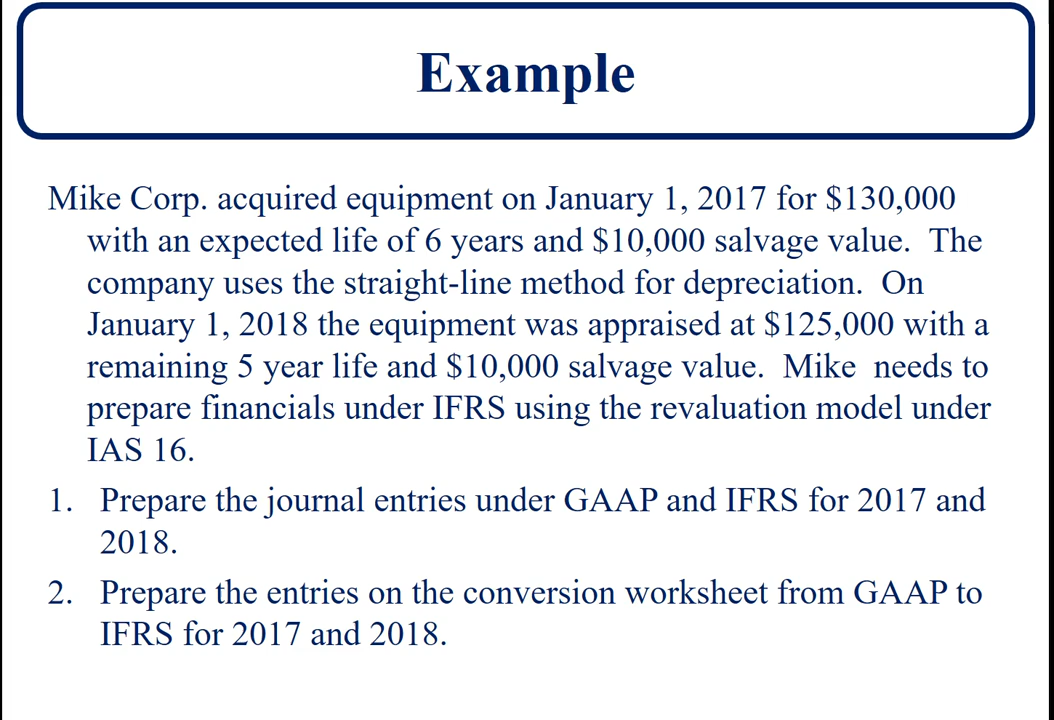 Example
Mike Corp. acquired equipment on January 1, 2017 for $130,000
with an expected life of 6 years and $10,000 salvage value.  The
company uses the straight-line method for depreciation.  On
January 1, 2018 the equipment was appraised at $125,000 with a
remaining 5 year life and $10,000 salvage value.  Mike  needs to
prepare financials under IFRS using the revaluation model under
IAS 16.
1. Prepare the journal entries under GAAP and IFRS for 2017 and
2018.
2. Prepare the entries on the conversion worksheet from GAAP to
IFRS for 2017 and 2018.